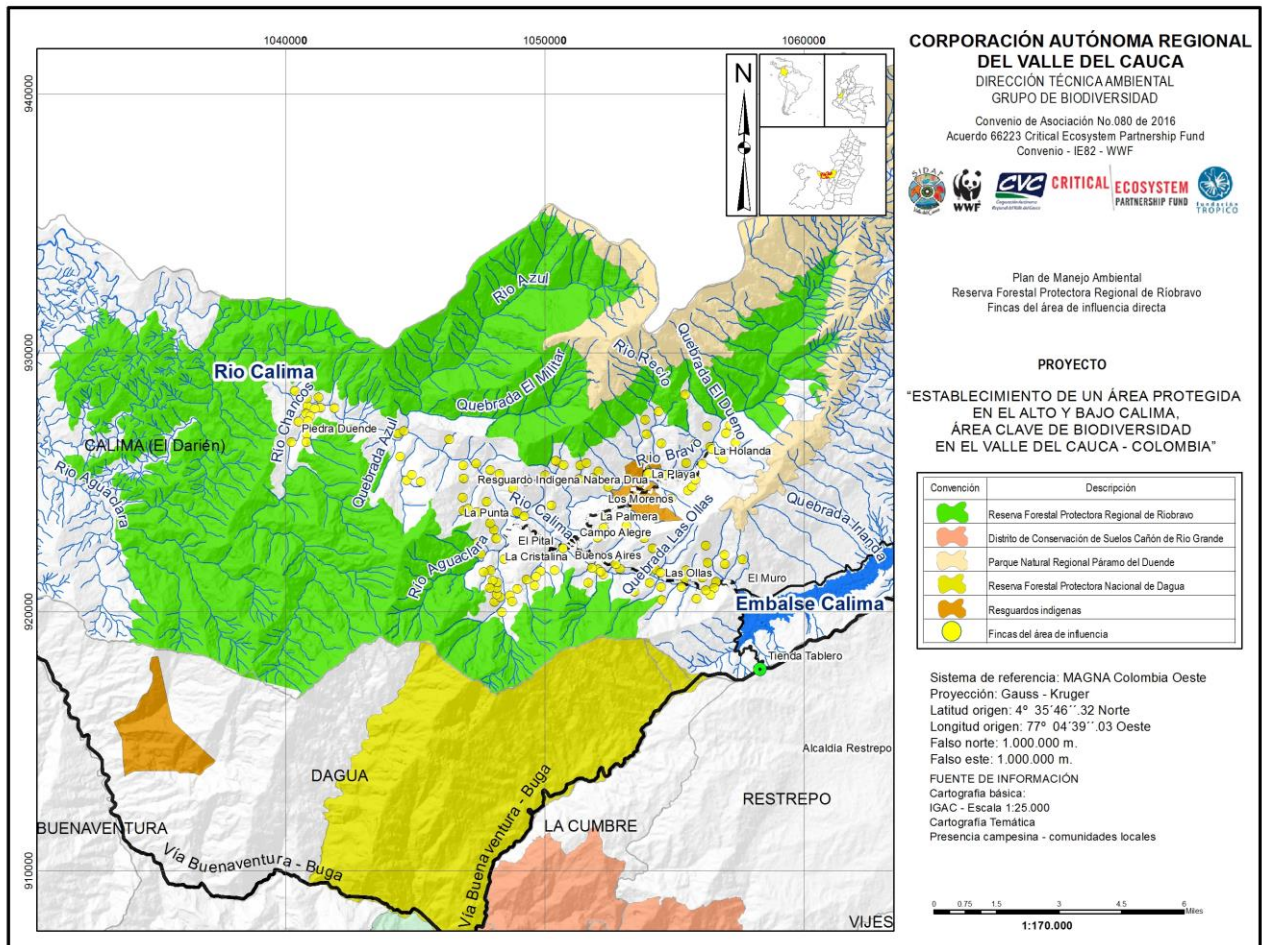 1040000
1050000
1060000
940000
930000
920000
910000
N
Rio Azul
Rio Calima
Quebrada El Militar
Rio Recio
Quebrada El Duende
Rio Chancos
Piedra Duende
CALIMA (El Darién)
Quebrada Azul
Rio Bravo
La Holanda
Rio Aguaclara
Resguardo Indigena Nabera Drua
La Playa
Los Morenos
La Punta
Rio Calima
La Palmera
Quebrada Las Ollas
Quebrada Irlanda
El Pital
Campo Alegre
Rio Aguaclara
La Cristalina
Buenos Aires
Las Ollas
El Muro
Embalse Calima
Tienda Tablero
Alcaldia Restrepo
DAGUA
RESTREPO
BUENAVENTURA
LA CUMBRE
Vía Buenaventura - Buga
Vía Buenaventura - Buga
VIJES
CORPORACIÓN AUTÓNOMA REGIONAL
DEL VALLE DEL CAUCA
DIRECCIÓN TÉCNICA AMBIENTAL
GRUPO DE BIODIVERSIDAD
Convenio de Asociación No.080 de 2016
Acuerdo 66223 Critical Ecosystem Partnership Fund
Convenio - IE82 - WWF
SIDAP
WWF
CVC
CRITICAL ECOSYSTEM
PARTNERSHIP FUND
fundación
TROPICO
Plan de Manejo Ambiental
Reserva Forestal Protectora Regional de Ríobravo
Fincas del área de influencia directa
PROYECTO
“ESTABLECIMIENTO DE UN ÁREA PROTEGIDA
EN EL ALTO Y BAJO CALIMA,
ÁREA CLAVE DE BIODIVERSIDAD
EN EL VALLE DEL CAUCA - COLOMBIA”
Convención Descripción
Reserva Forestal Protectora Regional de Riobravo
Distrito de Conservación de Suelos Cañón de Rio Grande
Parque Natural Regional Páramo del Duende
Reserva Forestal Protectora Nacional de Dagua
Resguardos indigenas
Fincas del área de influencia
Sistema de referencia: MAGNA Colombia Oeste
Proyección: Gauss - Kruger
Latitud origen: 4º 35´46´´.32 Norte
Longitud origen: 77º 04´39´´.03 Oeste
Falso norte: 1.000.000 m.
Falso este: 1.000.000 m.
FUENTE DE INFORMACIÓN
Cartografía básica:
IGAC - Escala 1:25.000
Cartografía Temática
Presencia campesina - comunidades locales
0 0.75 1.5 3 4.5 6
Miles
1:170.000